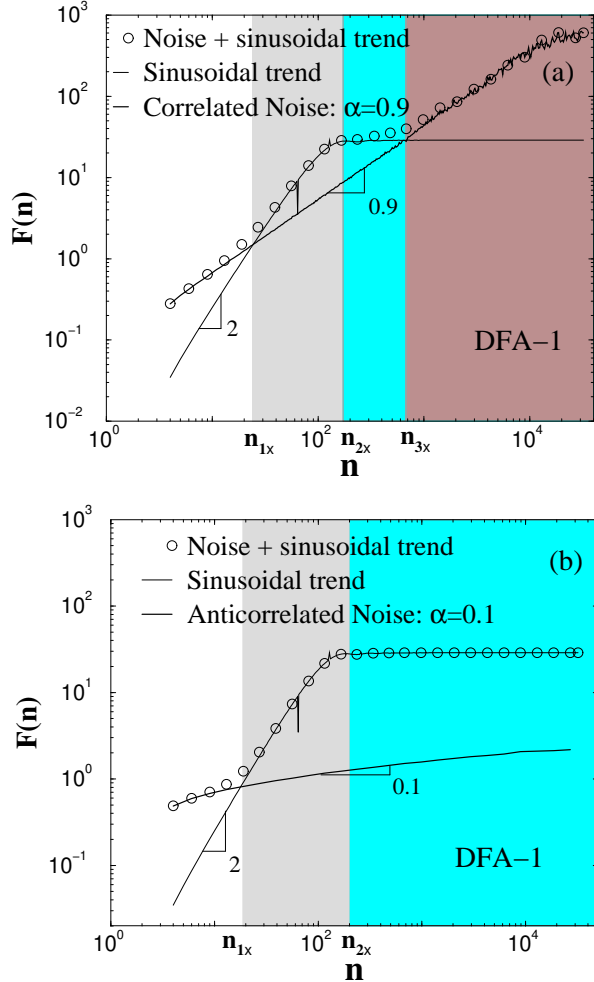 10³
Noise + sinusoidal trend
(a)
Sinusoidal trend
10²
Correlated Noise: α=0.9
10¹
F(n)
0.9
10⁰
2
10⁻¹
DFA−1
10⁻²
10⁰ n₁ₓ 10² n₂ₓ n₃ₓ 10⁴
n
10³
Noise + sinusoidal trend
(b)
Sinusoidal trend
10²
Anticorrelated Noise: α=0.1
10¹
F(n)
10⁰
0.1
2
DFA−1
10⁻¹
10⁰ n₁ₓ n₂ₓ 10² 10⁴
n